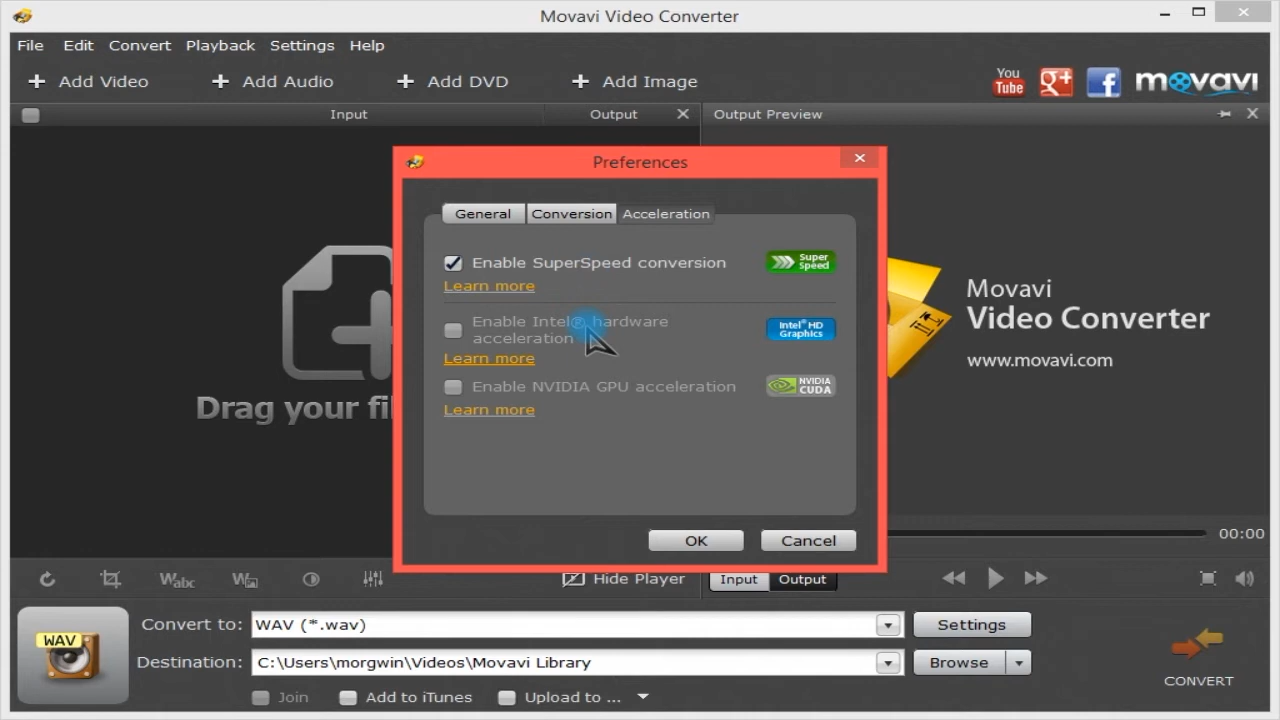 Movavi Video Converter
File Edit Convert Playback Settings Help
+ Add Video + Add Audio + Add DVD + Add Image
You Tube g+ f movavi
Input Output Output Preview
Preferences
General Conversion Acceleration
Enable SuperSpeed conversion
Super Speed
Learn more
Enable Intel® hardware
acceleration
Intel® HD
Graphics
Learn more
Enable NVIDIA GPU acceleration
NVIDIA
CUDA
Learn more
OK Cancel
Drag your fi
Movavi
Video Converter
www.movavi.com
00:00
Wabc W Hide Player Input Output
WAV
Convert to: WAV (*.wav) Settings
Destination: C:\Users\morgwin\Videos\Movavi Library Browse
Join Add to iTunes Upload to ...
CONVERT